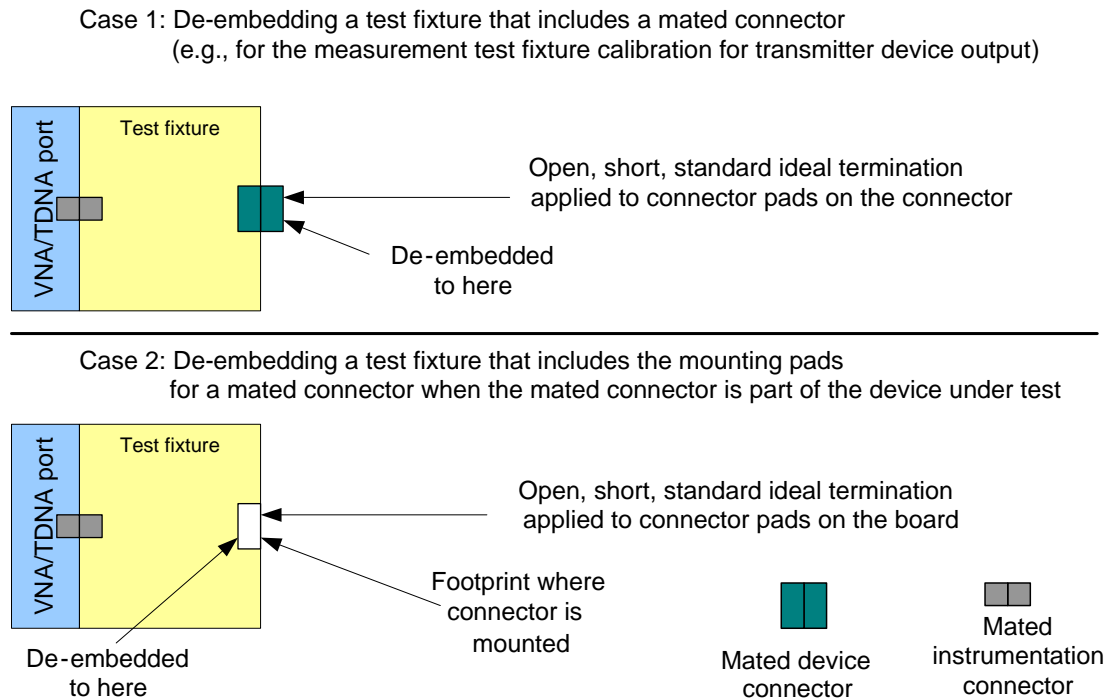 Case 1: De-embedding a test fixture that includes a mated connector
(e.g., for the measurement test fixture calibration for transmitter device output)
VNA/TDNA port
Test fixture
Open, short, standard ideal termination
applied to connector pads on the connector
De-embedded
to here
Case 2: De-embedding a test fixture that includes the mounting pads
for a mated connector when the mated connector is part of the device under test
VNA/TDNA port
Test fixture
Open, short, standard ideal termination
applied to connector pads on the board
Footprint where
connector is
mounted
De-embedded
to here
Mated device
connector
Mated
instrumentation
connector